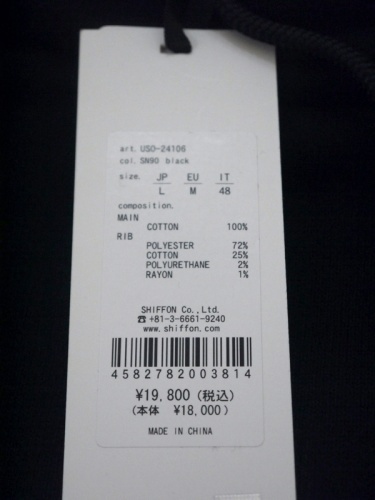 art. USO-24106
col. SN90 black
size. JP EU IT
L M 48
composition.
MAIN
COTTON 100%
RIB
POLYESTER 72%
COTTON 25%
POLYURETHANE 2%
RAYON 1%
SHIFFON Co., Ltd.
☎ +81-3-6661-9240
www.shiffon.com
4582782003814
¥19,800 (税込)
(本体 ¥18,000)
MADE IN CHINA